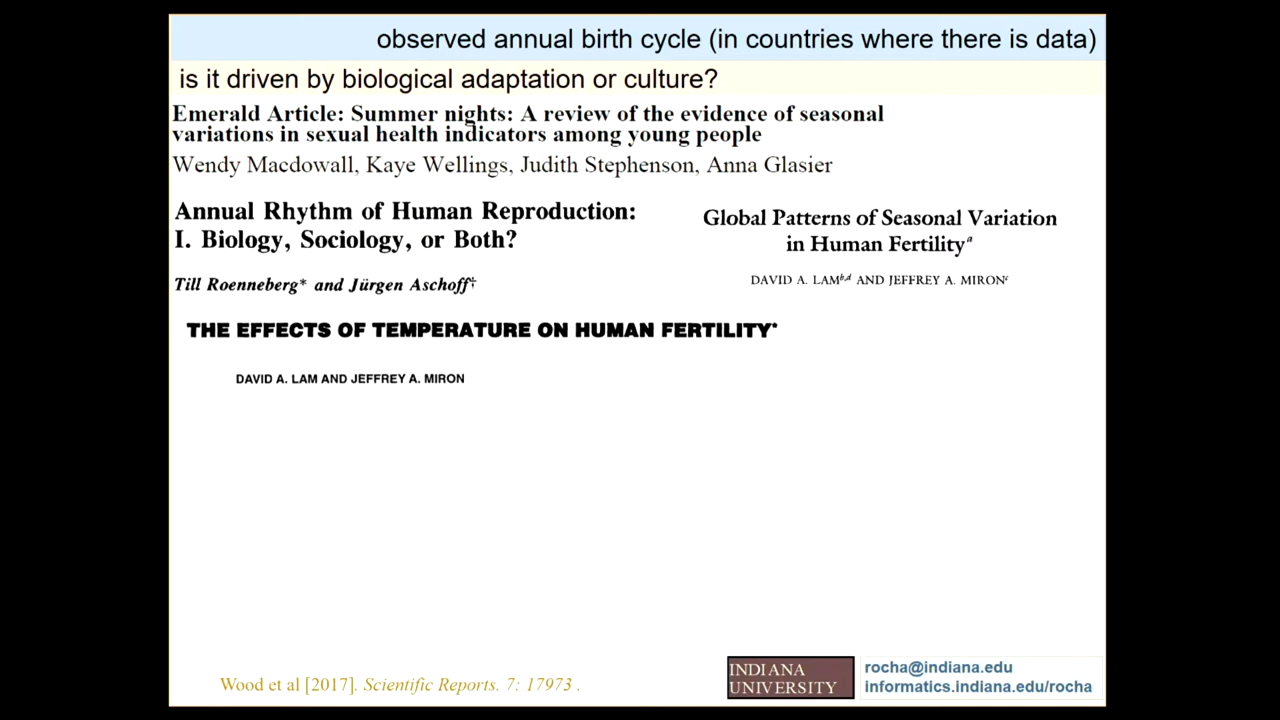 observed annual birth cycle (in countries where there is data)
is it driven by biological adaptation or culture?
Emerald Article: Summer nights: A review of the evidence of seasonal
variations in sexual health indicators among young people
Wendy Macdowall, Kaye Wellings, Judith Stephenson, Anna Glasier
Annual Rhythm of Human Reproduction:
I. Biology, Sociology, or Both?
Till Roenneberg* and Jürgen Aschoff†
Global Patterns of Seasonal Variation
in Human Fertilityᵃ
DAVID A. LAMᵇ,ᵈ AND JEFFREY A. MIRONᶜ
THE EFFECTS OF TEMPERATURE ON HUMAN FERTILITY*
DAVID A. LAM AND JEFFREY A. MIRON
Wood et al [2017]. Scientific Reports. 7: 17973 .
INDIANA
UNIVERSITY
rocha@indiana.edu
informatics.indiana.edu/rocha